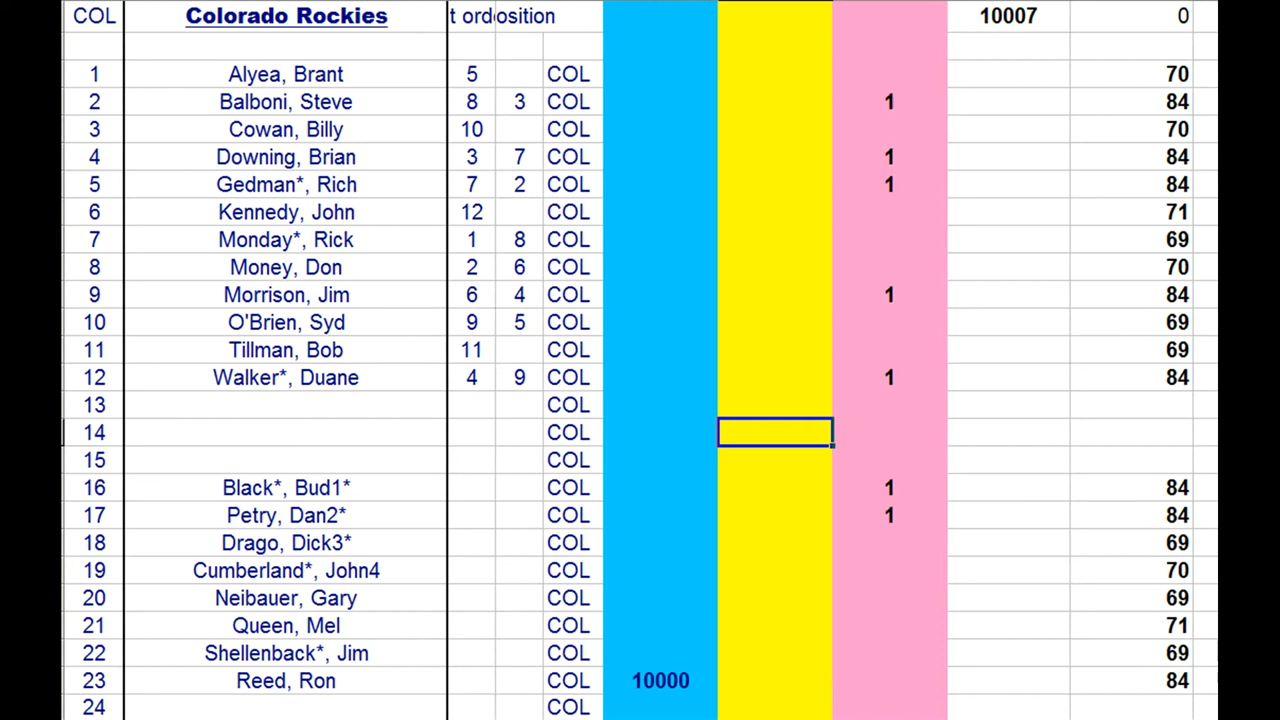 COL Colorado Rockies t ord osition 10007 0
1 Alyea, Brant 5 COL 70
2 Balboni, Steve 8 3 COL 1 84
3 Cowan, Billy 10 COL 70
4 Downing, Brian 3 7 COL 1 84
5 Gedman*, Rich 7 2 COL 1 84
6 Kennedy, John 12 COL 71
7 Monday*, Rick 1 8 COL 69
8 Money, Don 2 6 COL 70
9 Morrison, Jim 6 4 COL 1 84
10 O'Brien, Syd 9 5 COL 69
11 Tillman, Bob 11 COL 69
12 Walker*, Duane 4 9 COL 1 84
13 COL
14 COL
15 COL
16 Black*, Bud1* COL 1 84
17 Petry, Dan2* COL 1 84
18 Drago, Dick3* COL 69
19 Cumberland*, John4 COL 70
20 Neibauer, Gary COL 69
21 Queen, Mel COL 71
22 Shellenback*, Jim COL 69
23 Reed, Ron COL 10000 84
24 COL